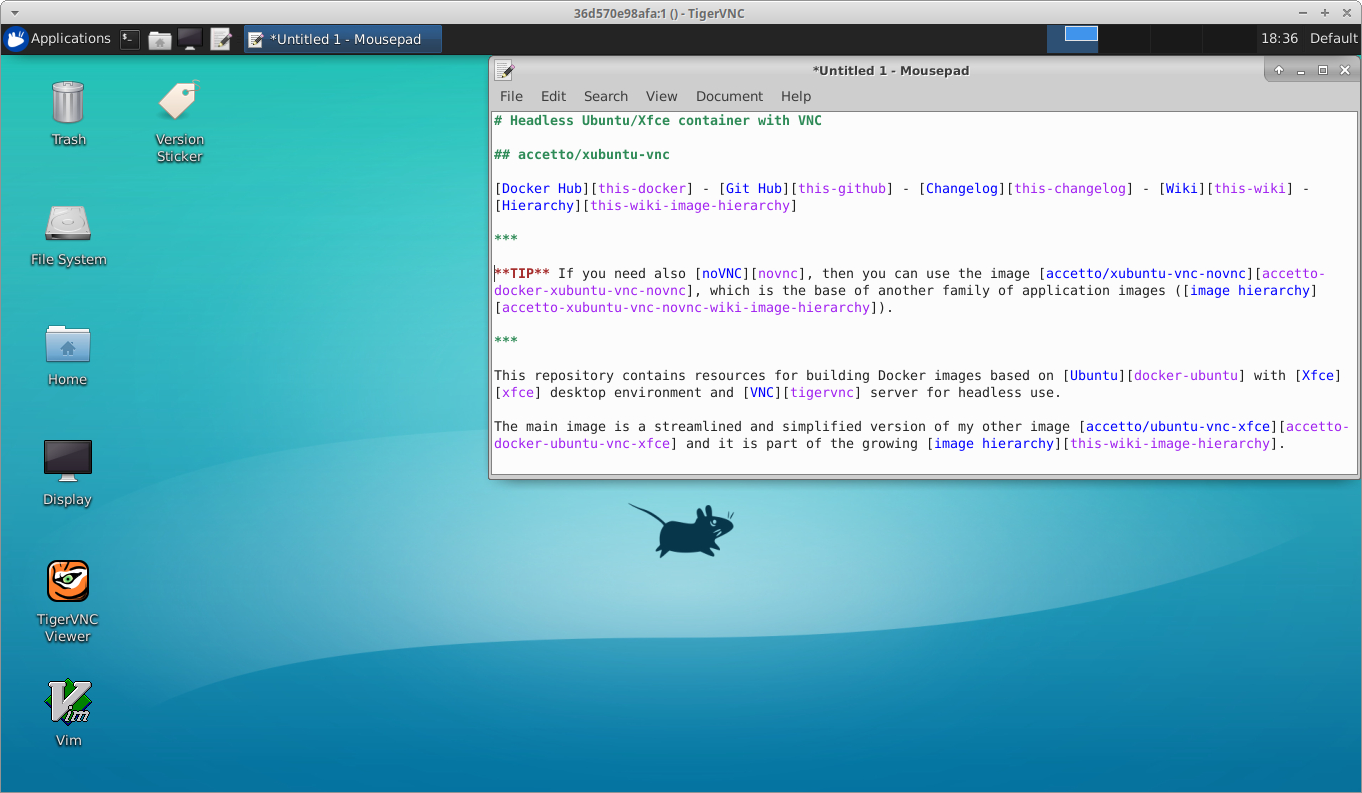 36d570e98afa:1 () - TigerVNC
Applications
*Untitled 1 - Mousepad
18:36 Default
*Untitled 1 - Mousepad
File Edit Search View Document Help
# Headless Ubuntu/Xfce container with VNC
## accetto/xubuntu-vnc
[Docker Hub][this-docker] - [Git Hub][this-github] - [Changelog][this-changelog] - [Wiki][this-wiki] -
[Hierarchy][this-wiki-image-hierarchy]
***
**TIP** If you need also [noVNC][novnc], then you can use the image [accetto/xubuntu-vnc-novnc][accetto-
docker-xubuntu-vnc-novnc], which is the base of another family of application images ([image hierarchy]
[accetto-xubuntu-vnc-novnc-wiki-image-hierarchy]).
***
This repository contains resources for building Docker images based on [Ubuntu][docker-ubuntu] with [Xfce]
[xfce] desktop environment and [VNC][tigervnc] server for headless use.
The main image is a streamlined and simplified version of my other image [accetto/ubuntu-vnc-xfce][accetto-
docker-ubuntu-vnc-xfce] and it is part of the growing [image hierarchy][this-wiki-image-hierarchy].
Trash
Version
Sticker
File System
Home
Display
TigerVNC
Viewer
Vim
Vim